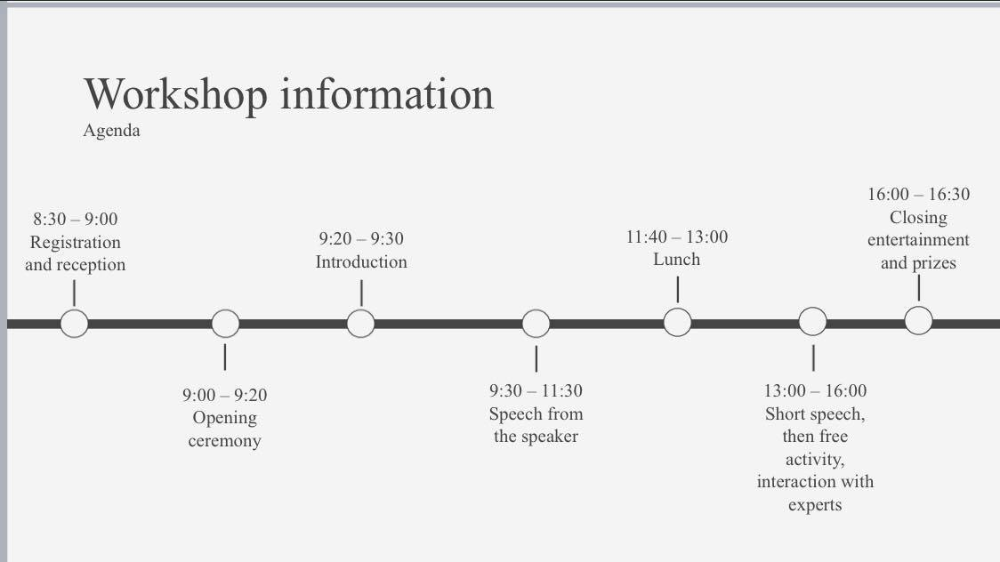 Workshop information
Agenda
8:30 – 9:00
Registration
and reception
9:00 – 9:20
Opening
ceremony
9:20 – 9:30
Introduction
9:30 – 11:30
Speech from
the speaker
11:40 – 13:00
Lunch
13:00 – 16:00
Short speech,
then free
activity,
interaction with
experts
16:00 – 16:30
Closing
entertainment
and prizes